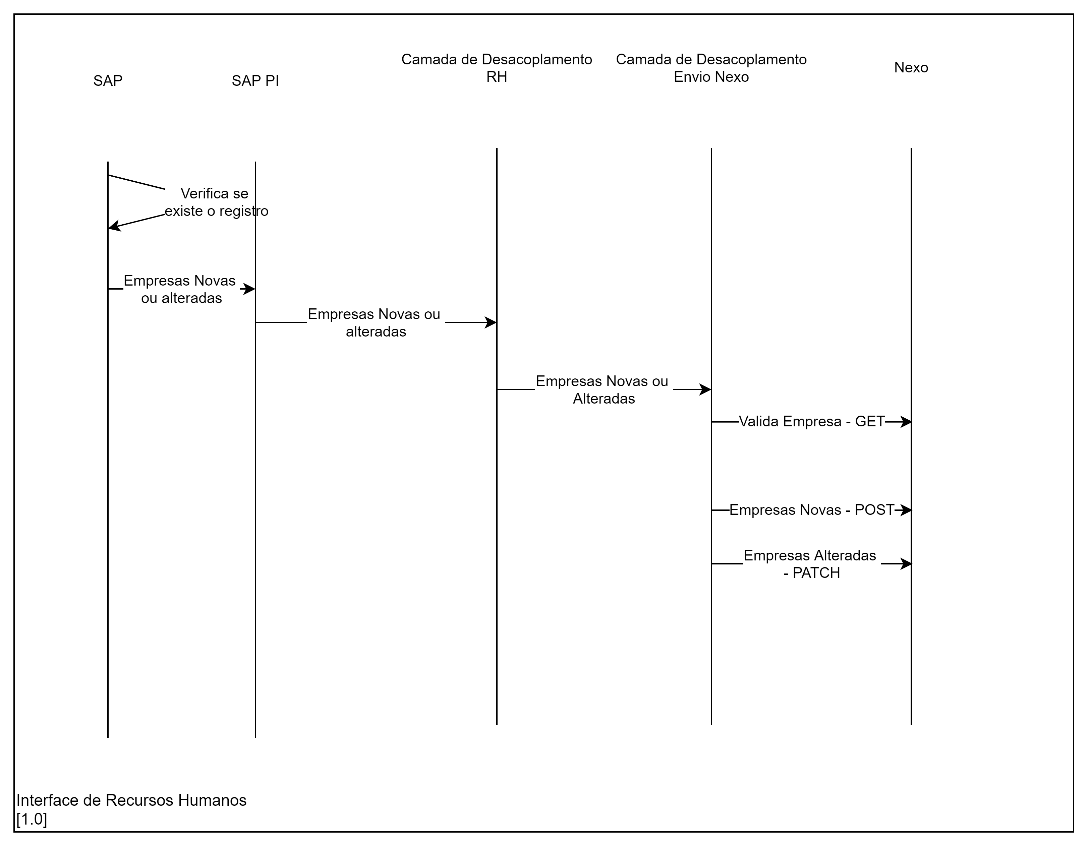 SAP
SAP PI
Camada de Desacoplamento
RH
Camada de Desacoplamento
Envio Nexo
Nexo
Verifica se
existe o registro
Empresas Novas
ou alteradas
Empresas Novas ou
alteradas
Empresas Novas ou
Alteradas
Valida Empresa - GET
Empresas Novas - POST
Empresas Alteradas
- PATCH
Interface de Recursos Humanos
[1.0]